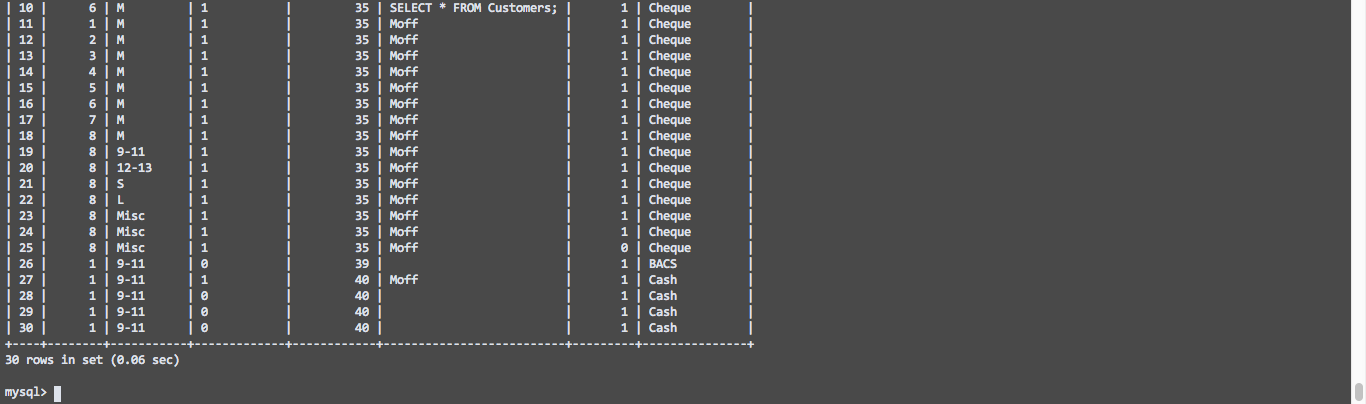 | 10 |      6 | M          | 1           |         35 | SELECT * FROM Customers; |       1 | Cheque        |
| 11 |      1 | M          | 1           |         35 | Moff                     |       1 | Cheque        |
| 12 |      2 | M          | 1           |         35 | Moff                     |       1 | Cheque        |
| 13 |      3 | M          | 1           |         35 | Moff                     |       1 | Cheque        |
| 14 |      4 | M          | 1           |         35 | Moff                     |       1 | Cheque        |
| 15 |      5 | M          | 1           |         35 | Moff                     |       1 | Cheque        |
| 16 |      6 | M          | 1           |         35 | Moff                     |       1 | Cheque        |
| 17 |      7 | M          | 1           |         35 | Moff                     |       1 | Cheque        |
| 18 |      8 | M          | 1           |         35 | Moff                     |       1 | Cheque        |
| 19 |      8 | 9-11       | 1           |         35 | Moff                     |       1 | Cheque        |
| 20 |      8 | 12-13      | 1           |         35 | Moff                     |       1 | Cheque        |
| 21 |      8 | S          | 1           |         35 | Moff                     |       1 | Cheque        |
| 22 |      8 | L          | 1           |         35 | Moff                     |       1 | Cheque        |
| 23 |      8 | Misc       | 1           |         35 | Moff                     |       1 | Cheque        |
| 24 |      8 | Misc       | 1           |         35 | Moff                     |       1 | Cheque        |
| 25 |      8 | Misc       | 1           |         35 | Moff                     |       0 | Cheque        |
| 26 |      1 | 9-11       | 0           |         39 |                          |       1 | BACS          |
| 27 |      1 | 9-11       | 1           |         40 | Moff                     |       1 | Cash          |
| 28 |      1 | 9-11       | 0           |         40 |                          |       1 | Cash          |
| 29 |      1 | 9-11       | 0           |         40 |                          |       1 | Cash          |
| 30 |      1 | 9-11       | 0           |         40 |                          |       1 | Cash          |
+----+--------+------------+-------------+------------+--------------------------+---------+---------------+
30 rows in set (0.06 sec)
mysql>